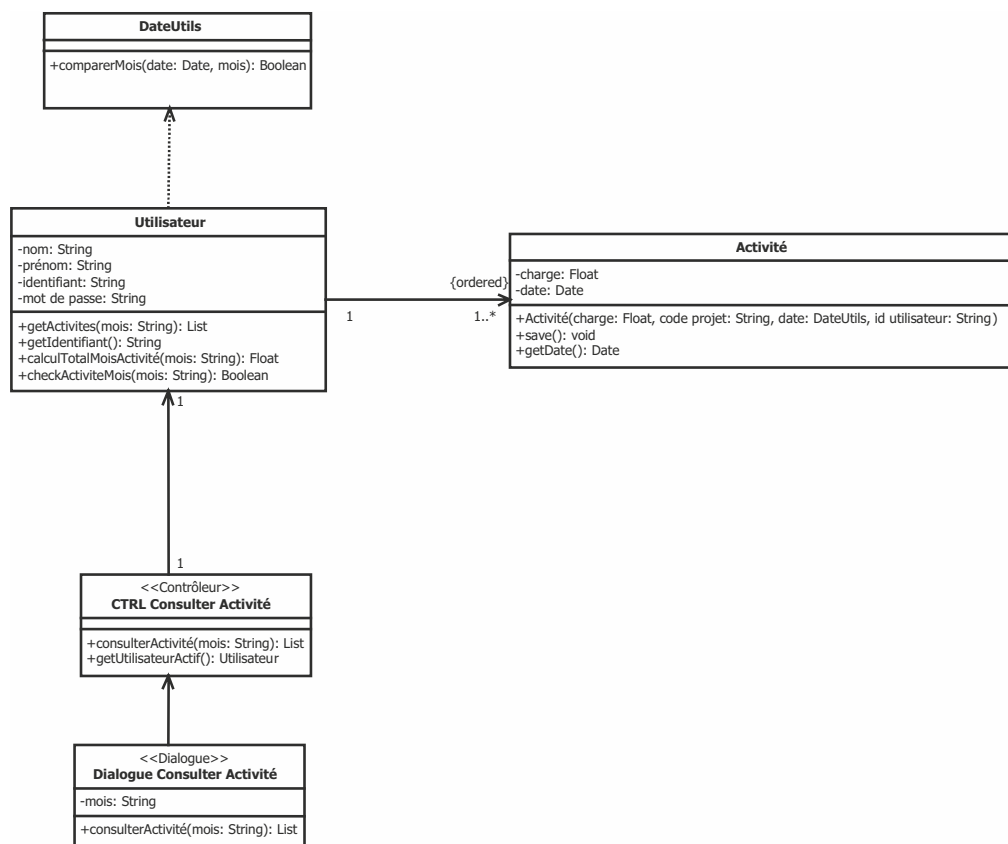 DateUtils
+comparerMois(date: Date, mois): Boolean
Utilisateur
-nom: String
-prénom: String
-identifiant: String
-mot de passe: String
+getActivites(mois: String): List
+getIdentifiant(): String
+calculTotalMoisActivité(mois: String): Float
+checkActiviteMois(mois: String): Boolean
{ordered}
1
1..*
Activité
-charge: Float
-date: Date
+Activité(charge: Float, code projet: String, date: DateUtils, id utilisateur: String)
+save(): void
+getDate(): Date
1
1
<<Contrôleur>>
CTRL Consulter Activité
+consulterActivité(mois: String): List
+getUtilisateurActif(): Utilisateur
<<Dialogue>>
Dialogue Consulter Activité
-mois: String
+consulterActivité(mois: String): List